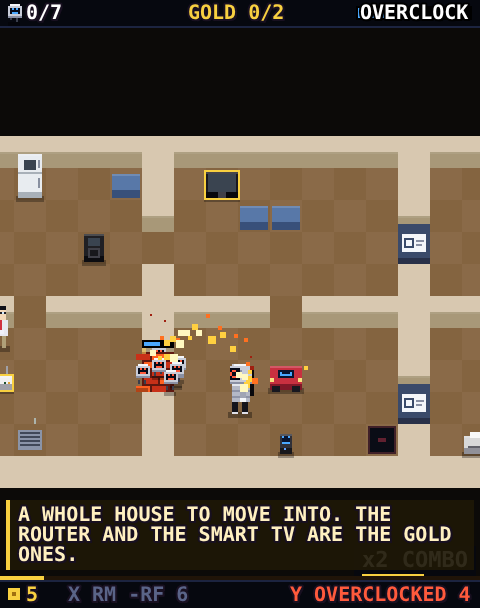 0/7 GOLD 0/2 OVERCLOCK
A WHOLE HOUSE TO MOVE INTO. THE
ROUTER AND THE SMART TV ARE THE GOLD
ONES.
x2 COMBO
5 X RM -RF 6 Y OVERCLOCKED 4